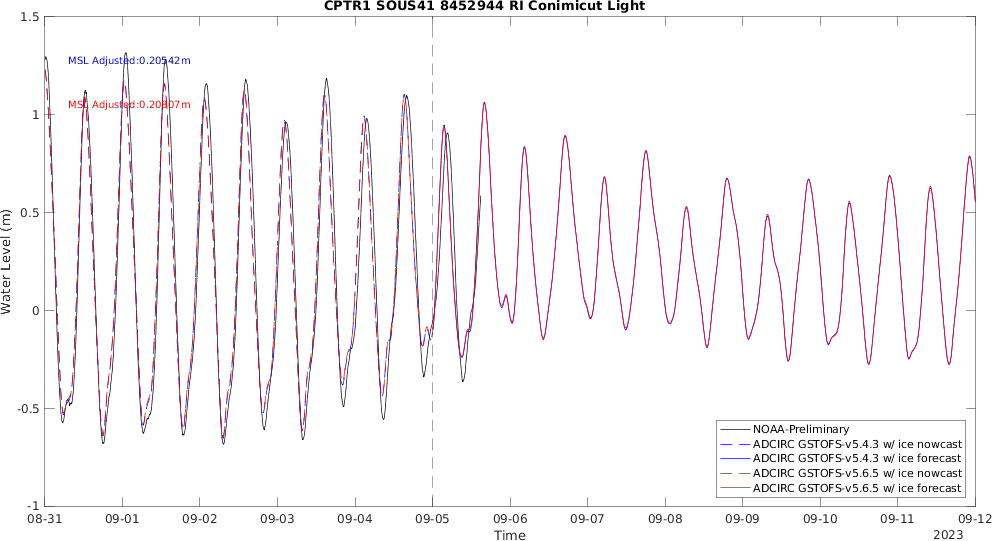 CPTR1 SOUS41 8452944 RI Conimicut Light
1.5
MSL Adjusted:0.20542m
MSL Adjusted:0.20807m
1
0.5
Water Level (m)
0
-0.5
-1
NOAA-Preliminary
ADCIRC GSTOFS-v5.4.3 w/ ice nowcast
ADCIRC GSTOFS-v5.4.3 w/ ice forecast
ADCIRC GSTOFS-v5.6.5 w/ ice nowcast
ADCIRC GSTOFS-v5.6.5 w/ ice forecast
08-31 09-01 09-02 09-03 09-04 09-05 09-06 09-07 09-08 09-09 09-10 09-11 09-12
Time
2023